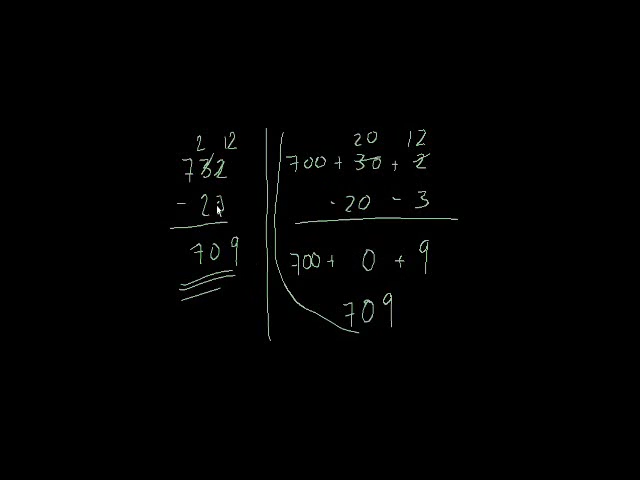 2 12
732
- 23
709
20 12
700 + 30 + 2
- 20 - 3
700 + 0 + 9
709